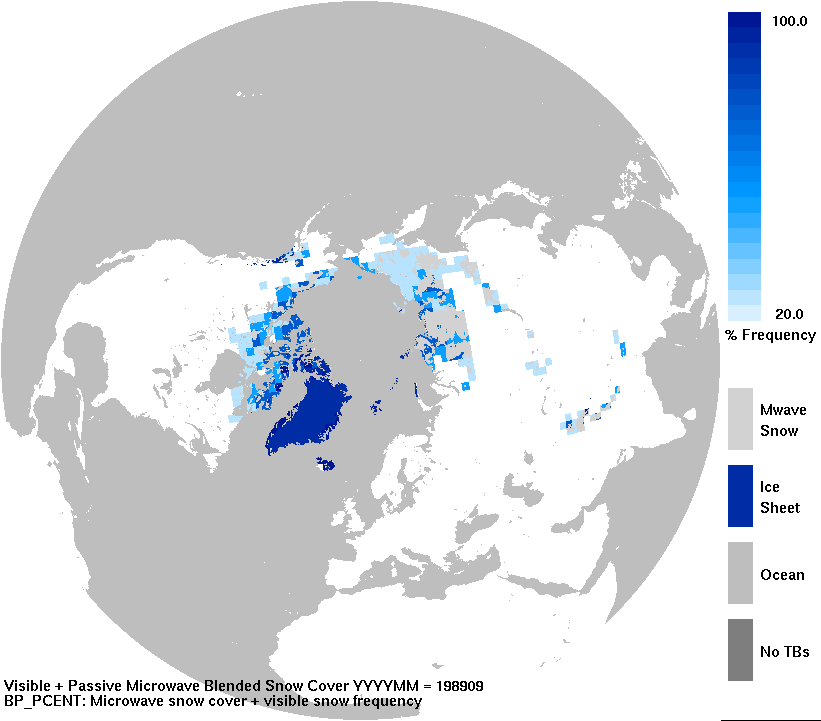 100.0
20.0
% Frequency
Mwave
Snow
Ice
Sheet
Ocean
No TBs
Visible + Passive Microwave Blended Snow Cover YYYYMM = 198909
BP_PCENT: Microwave snow cover + visible snow frequency